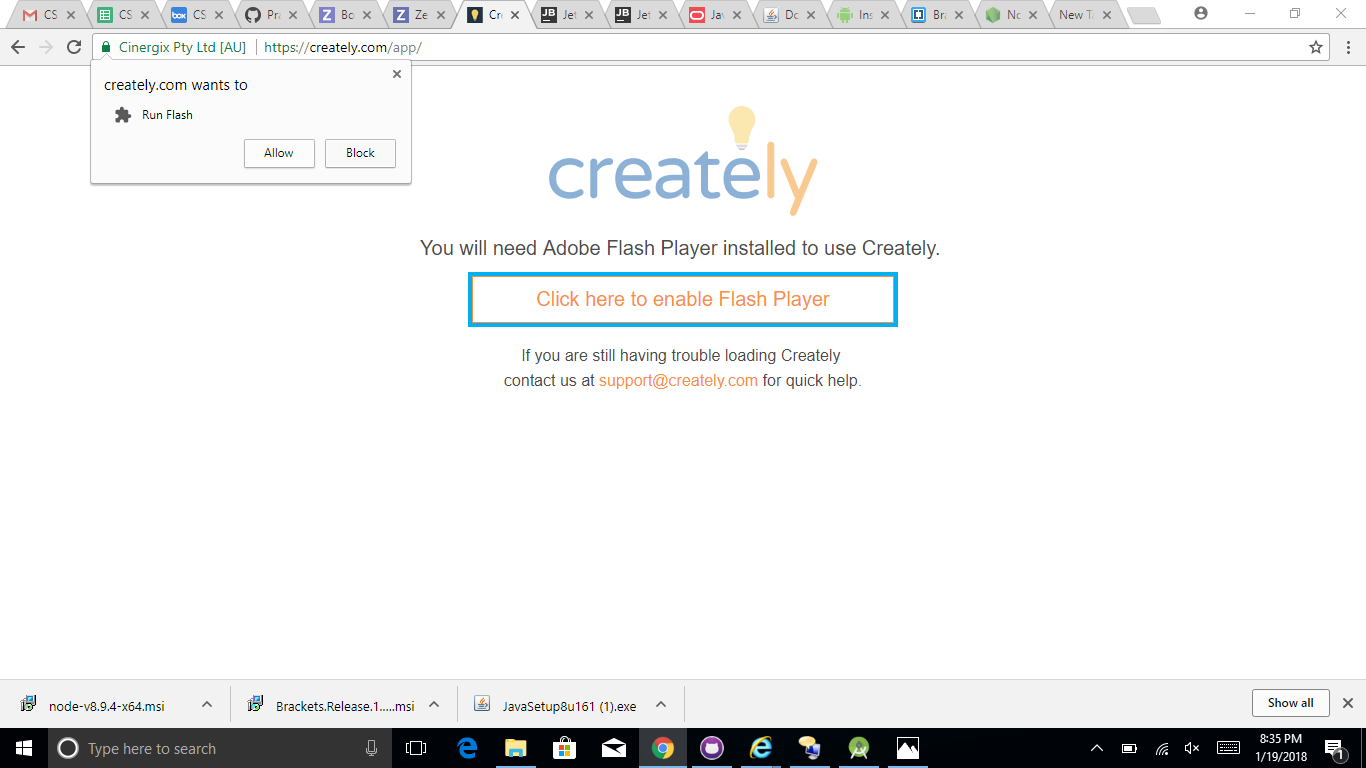 CS
CS
CS
Pra
Bo
Ze
Cr
Jet
Jet
Jav
Do
Ins
Bra
No
New T
Cinergix Pty Ltd [AU]
https://creately.com/app/
creately.com wants to
Run Flash
Allow
Block
creately
You will need Adobe Flash Player installed to use Creately.
Click here to enable Flash Player
If you are still having trouble loading Creately
contact us at support@creately.com for quick help.
node-v8.9.4-x64.msi
Brackets.Release.1.....msi
JavaSetup8u161 (1).exe
Show all
Type here to search
8:35 PM
1/19/2018
1